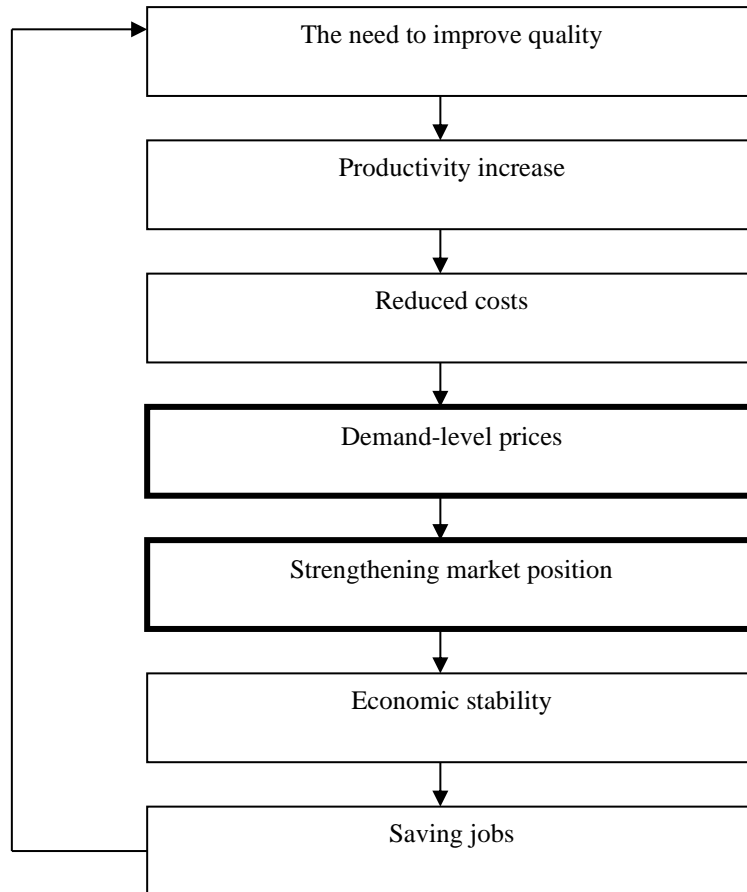 The need to improve quality
Productivity increase
Reduced costs
Demand-level prices
Strengthening market position
Economic stability
Saving jobs